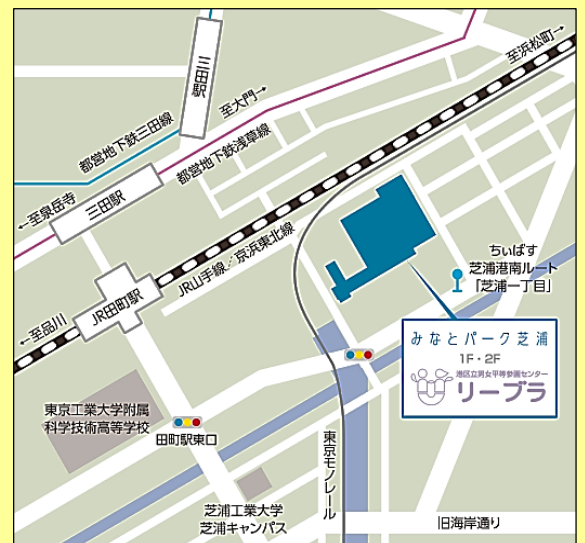 至浜松町→
三田駅
至大門→
都営地下鉄三田線
都営地下鉄浅草線
←至泉岳寺
三田駅
JR山手線／京浜東北線
JR田町駅
←至品川
ちぃばす
芝浦港南ルート
「芝浦一丁目」
みなとパーク芝浦
1F・2F
港区立男女平等参画センター
リーブラ
東京工業大学附属
科学技術高等学校
田町駅東口
東京モノレール
芝浦工業大学
芝浦キャンパス
旧海岸通り